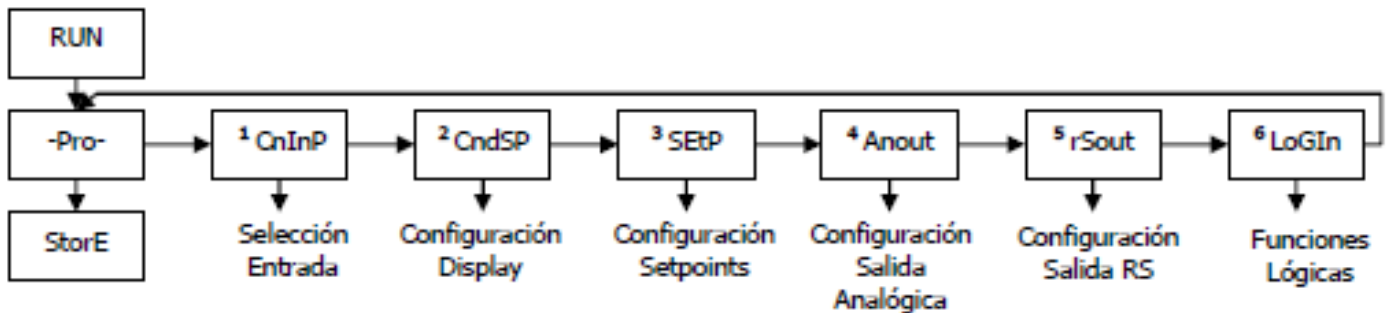 RUN
-Pro-
1 CnInP
2 CndSP
3 SEtP
4 Anout
5 rSout
6 LoGIn
StorE
Selección
Entrada
Configuración
Display
Configuración
Setpoints
Configuración
Salida
Analógica
Configuración
Salida RS
Funciones
Lógicas